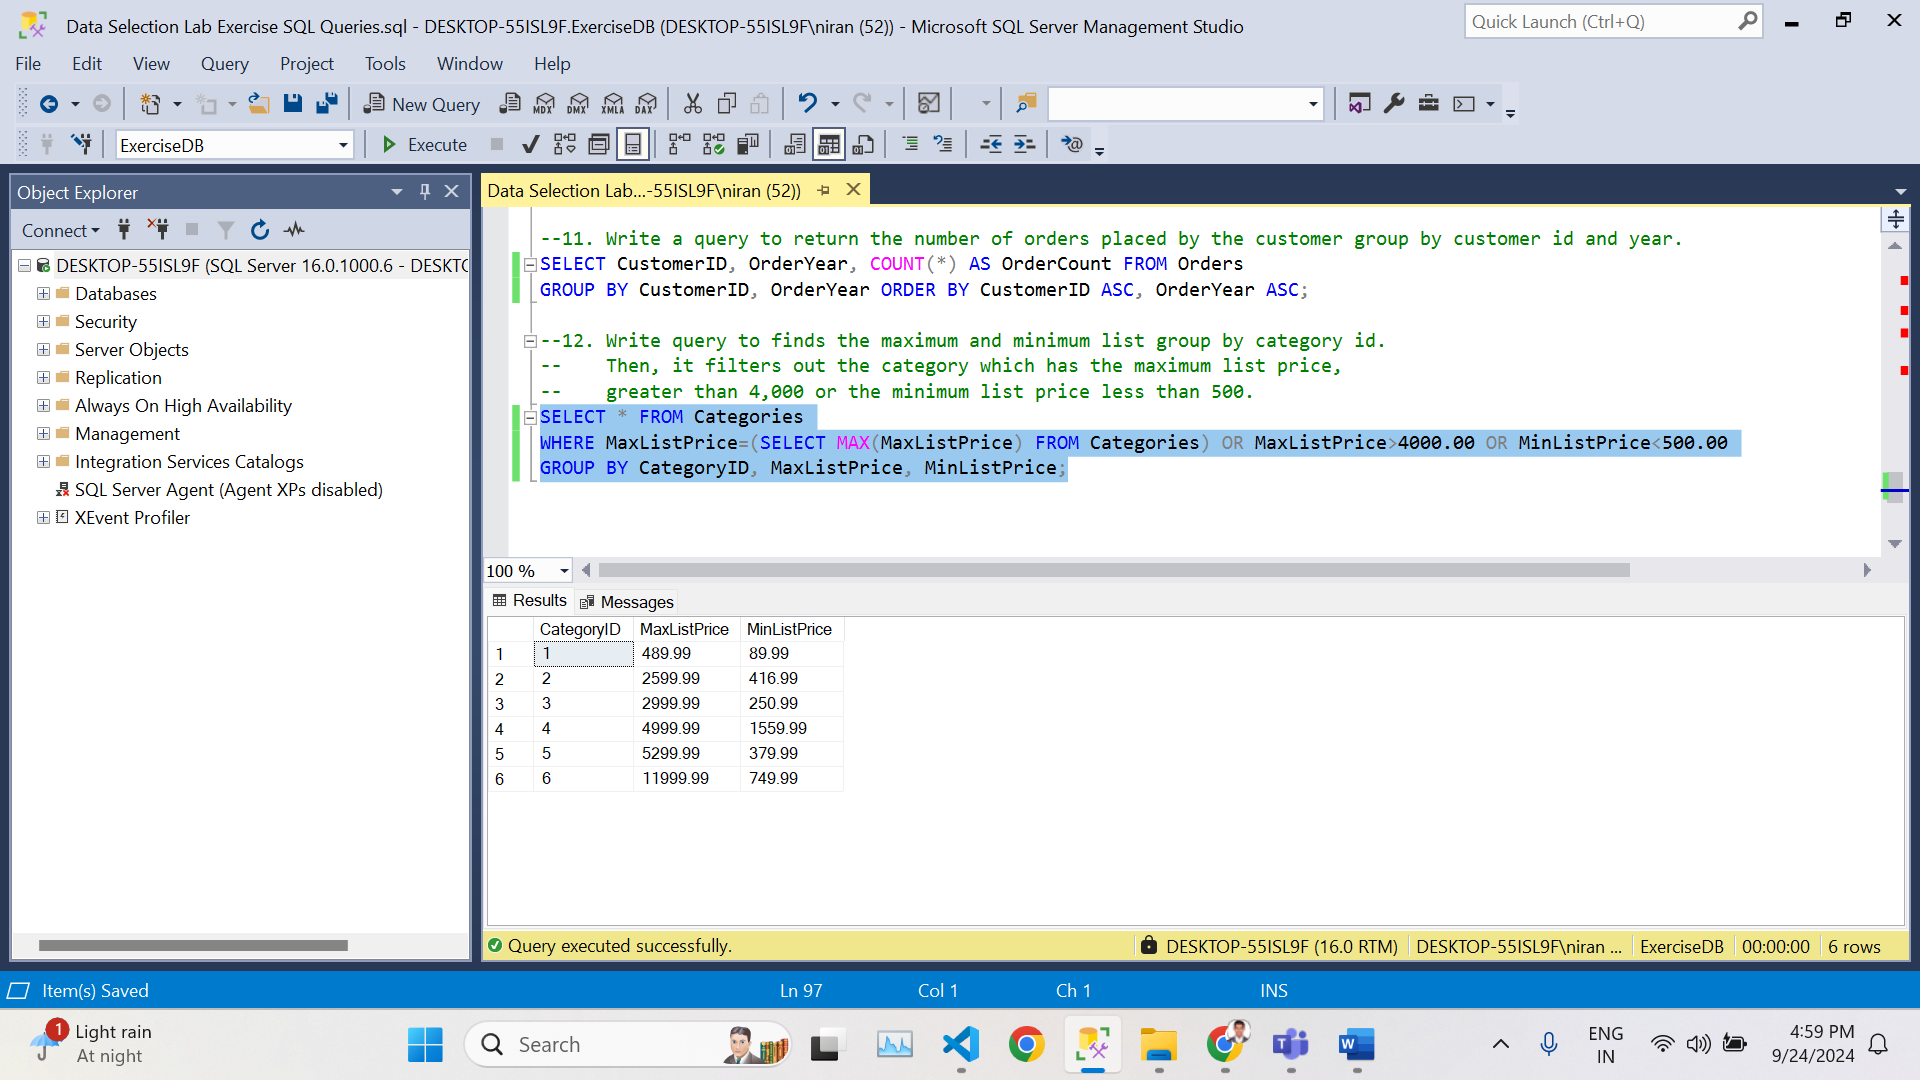 Data Selection Lab Exercise SQL Queries.sql - DESKTOP-55ISL9F.ExerciseDB (DESKTOP-55ISL9F\niran (52)) - Microsoft SQL Server Management Studio
Quick Launch (Ctrl+Q)
File Edit View Query Project Tools Window Help
New Query MDX DMX XMLA DAX
ExerciseDB Execute
Object Explorer
Connect
DESKTOP-55ISL9F (SQL Server 16.0.1000.6 - DESKTO
Databases
Security
Server Objects
Replication
Always On High Availability
Management
Integration Services Catalogs
SQL Server Agent (Agent XPs disabled)
XEvent Profiler
Data Selection Lab...-55ISL9F\niran (52))
--11. Write a query to return the number of orders placed by the customer group by customer id and year.
SELECT CustomerID, OrderYear, COUNT(*) AS OrderCount FROM Orders
GROUP BY CustomerID, OrderYear ORDER BY CustomerID ASC, OrderYear ASC;
--12. Write query to finds the maximum and minimum list group by category id.
-- Then, it filters out the category which has the maximum list price,
-- greater than 4,000 or the minimum list price less than 500.
SELECT * FROM Categories
WHERE MaxListPrice=(SELECT MAX(MaxListPrice) FROM Categories) OR MaxListPrice>4000.00 OR MinListPrice<500.00
GROUP BY CategoryID, MaxListPrice, MinListPrice;
100 %
Results Messages
CategoryID MaxListPrice MinListPrice
1 1 489.99 89.99
2 2 2599.99 416.99
3 3 2999.99 250.99
4 4 4999.99 1559.99
5 5 5299.99 379.99
6 6 11999.99 749.99
Query executed successfully.
DESKTOP-55ISL9F (16.0 RTM) DESKTOP-55ISL9F\niran ... ExerciseDB 00:00:00 6 rows
Item(s) Saved Ln 97 Col 1 Ch 1 INS
1 Light rain
At night
Search
ENG
IN
4:59 PM
9/24/2024